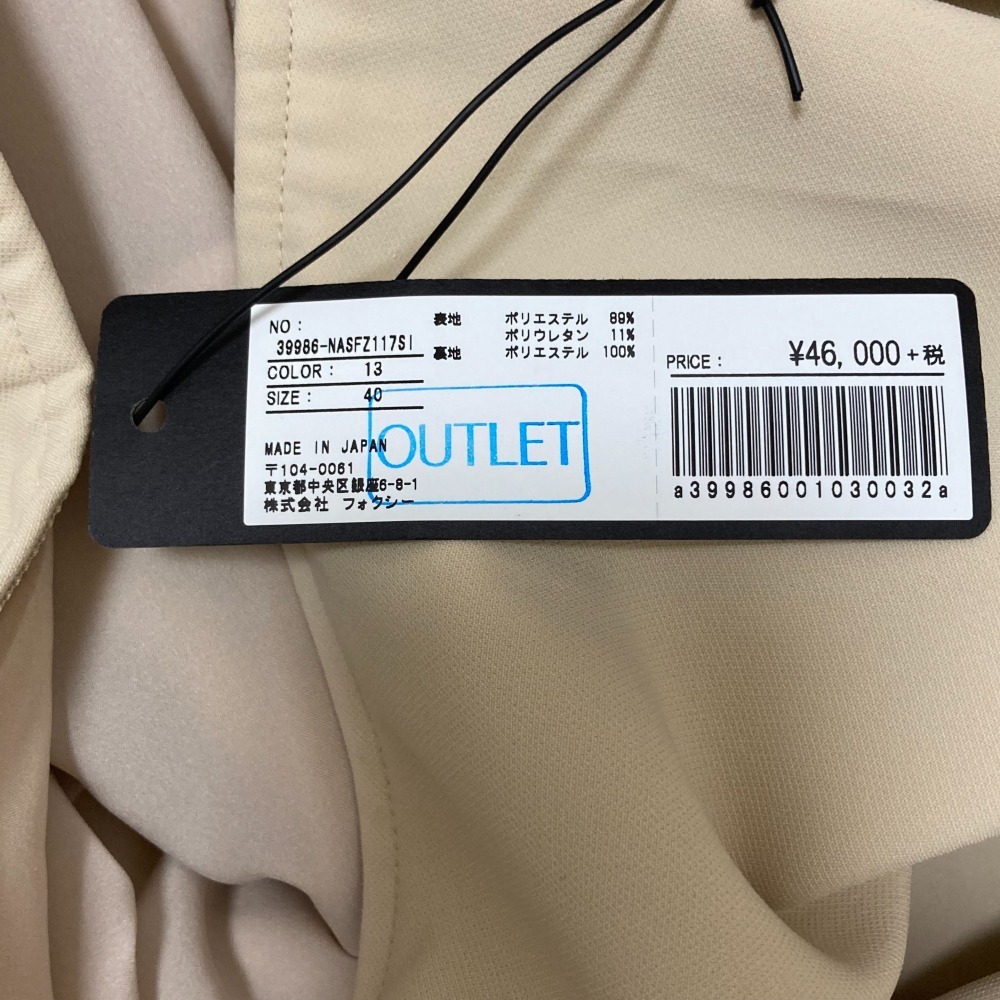 NO :
39986-NASFZ117SI
COLOR : 13
SIZE : 40
表地 ポリエステル 89%
ポリウレタン 11%
裏地 ポリエステル 100%
MADE IN JAPAN
〒104-0061
東京都中央区銀座6-8-1
株式会社 フォクシー
OUTLET
PRICE : ¥46,000+税
a39986001030032a